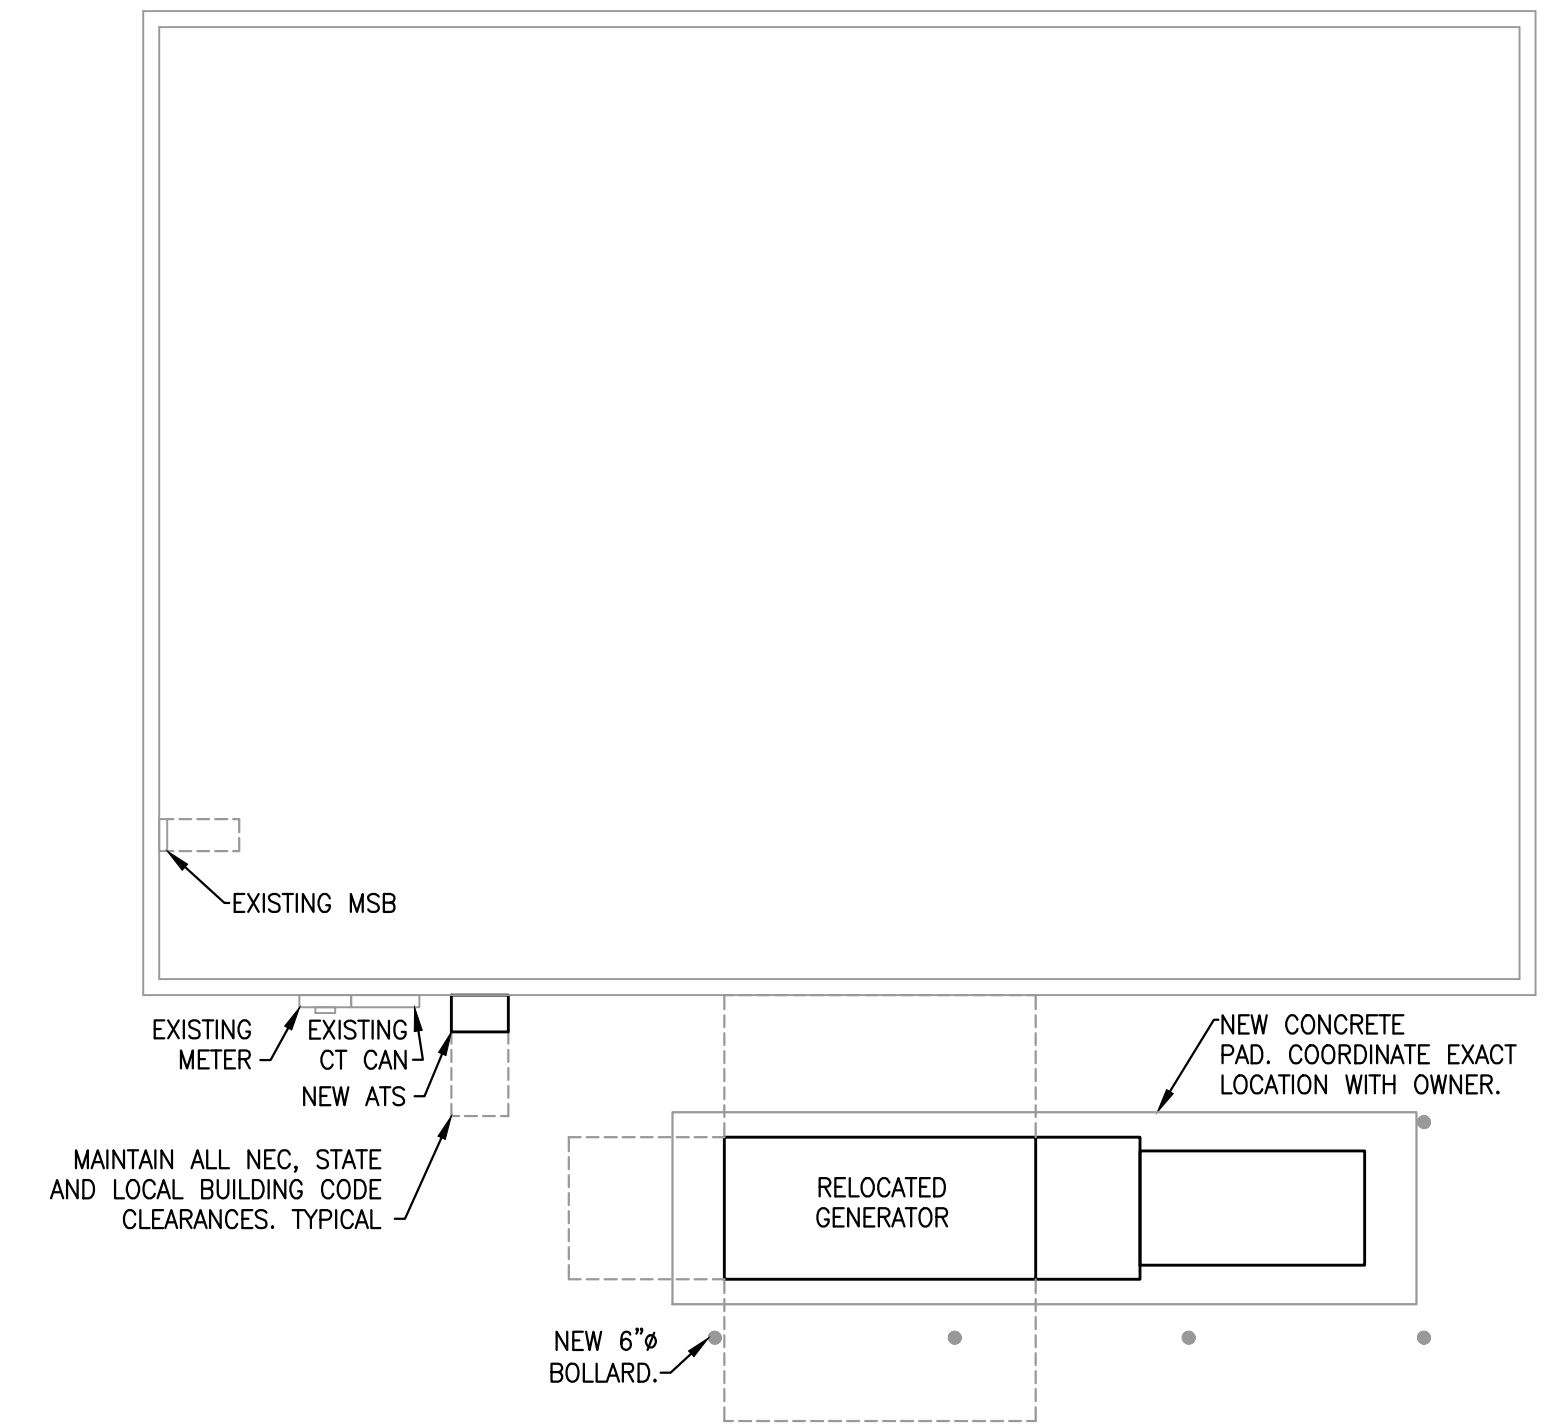 EXISTING MSB
EXISTING
METER
EXISTING
CT CAN
NEW ATS
MAINTAIN ALL NEC, STATE
AND LOCAL BUILDING CODE
CLEARANCES. TYPICAL
NEW CONCRETE
PAD. COORDINATE EXACT
LOCATION WITH OWNER.
RELOCATED
GENERATOR
NEW 6"ø
BOLLARD.